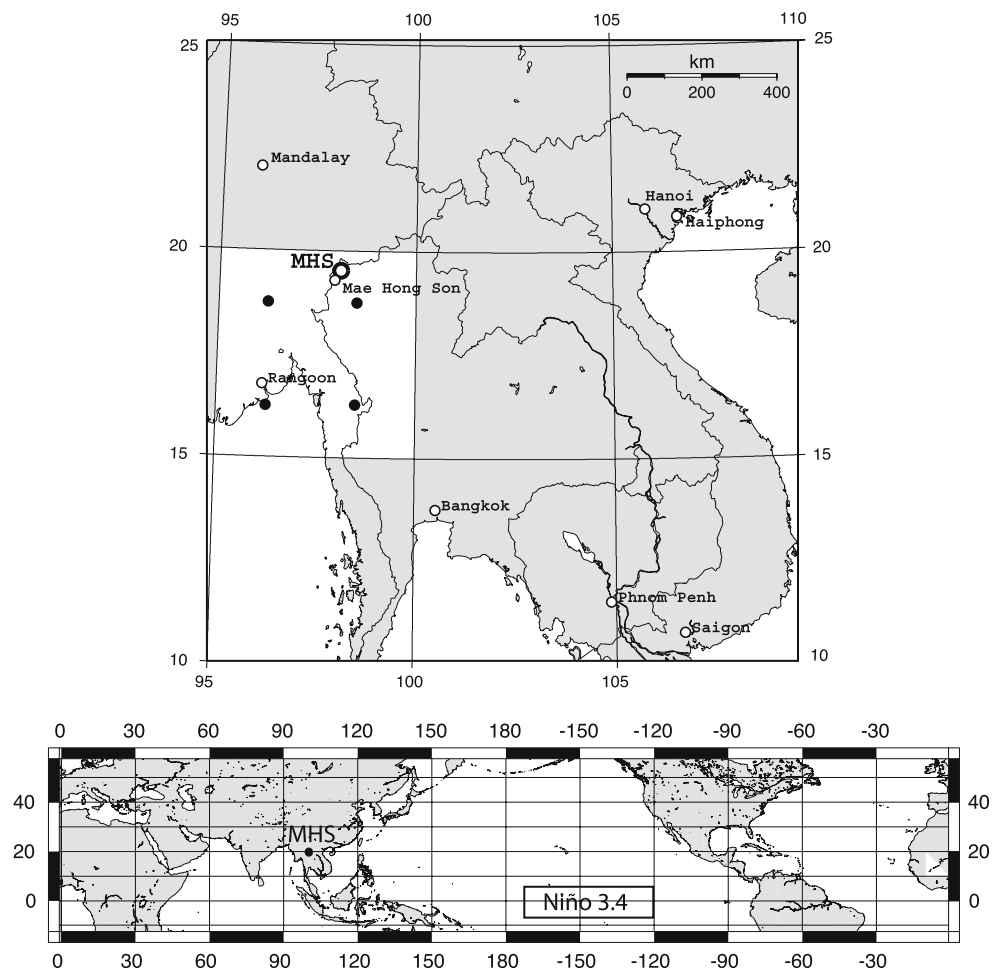 95 100 105 110
25 25
km
0 200 400
Mandalay
Hanoi
Haiphong
20 20
MHS
Mae Hong Son
Rangoon
15 15
Bangkok
Phnom Penh
Saigon
10 10
95 100 105
0 30 60 90 120 150 180 -150 -120 -90 -60 -30
40 40
MHS
20 20
0 0
Niño 3.4
0 30 60 90 120 150 180 -150 -120 -90 -60 -30